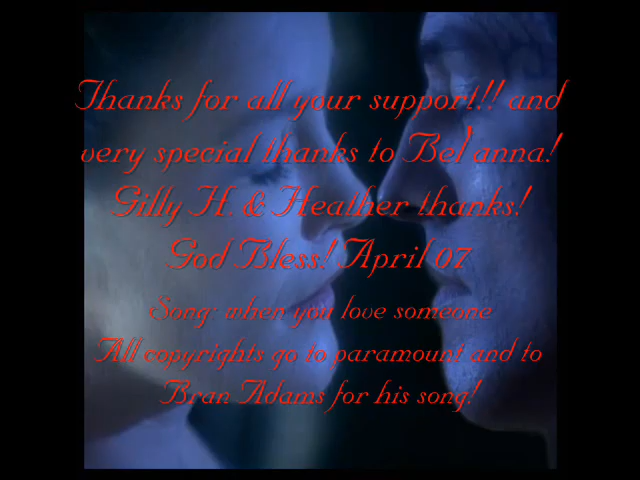 Thanks for all your support!! and
very special thanks to Bel'anna!
Gilly H. & Heather thanks!
God Bless! April 07
Song: when you love someone
All copyrights go to paramount and to
Bran Adams for his song!